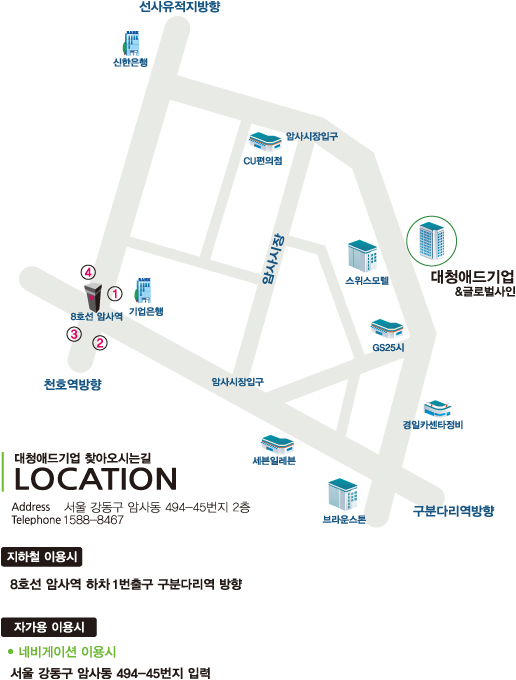 선사유적지방향
신한은행
암사시장입구
CU편의점
암사시장
대청애드기업
&글로벌사인
스위스모텔
④
①
8호선 암사역
기업은행
③
②
GS25시
천호역방향
암사시장입구
경일카센타정비
세븐일레븐
대청애드기업 찾아오시는길
LOCATION
Address 서울 강동구 암사동 494-45번지 2층
Telephone 1588-8467
브라운스톤
구분다리역방향
지하철 이용시
8호선 암사역 하차 1번출구 구분다리역 방향
자가용 이용시
• 네비게이션 이용시
서울 강동구 암사동 494-45번지 입력